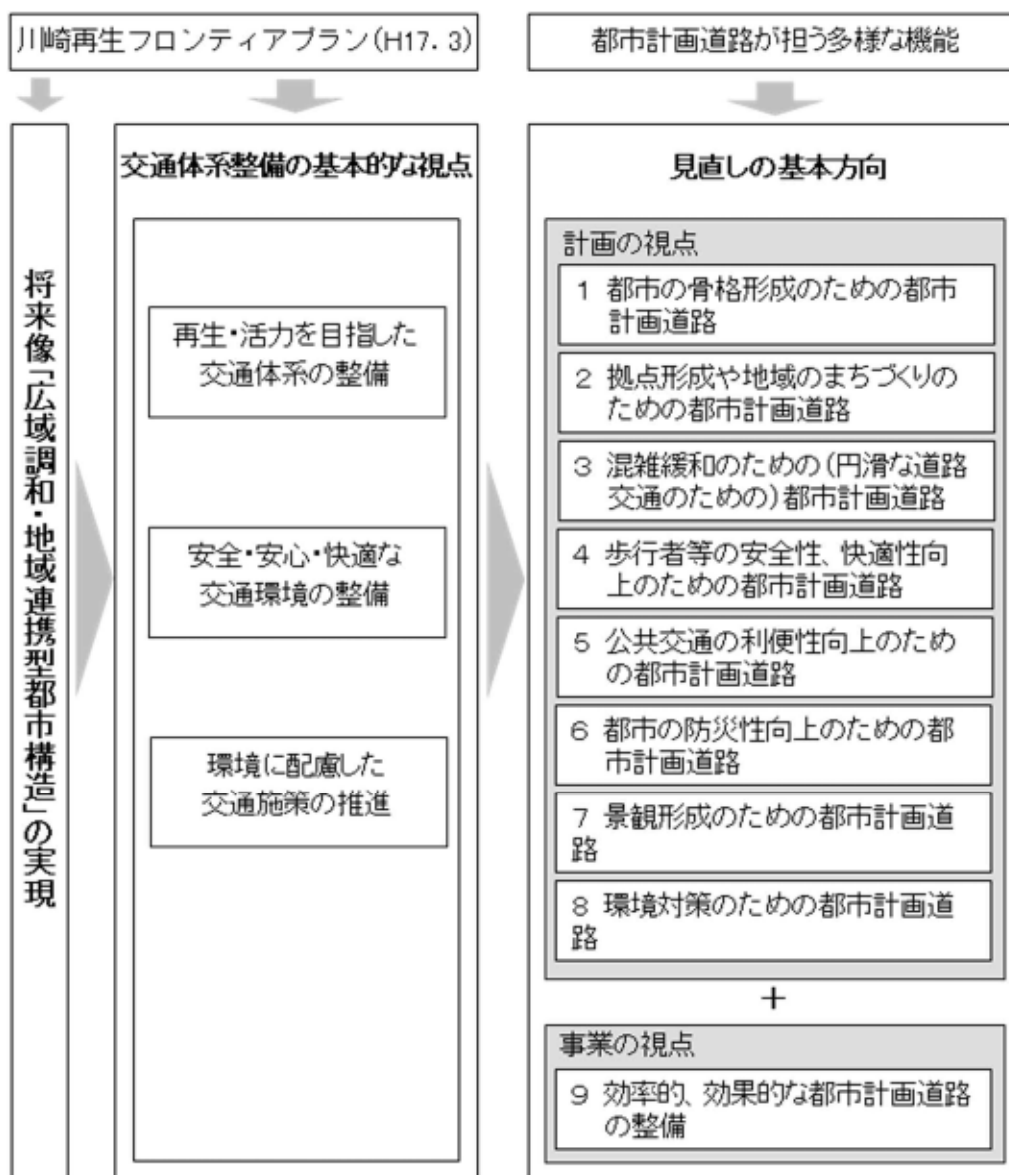 川崎再生フロンティアプラン(H17.3)
都市計画道路が担う多様な機能
将来像「広域調和・地域連携型都市構造」の実現
交通体系整備の基本的な視点
再生・活力を目指した
交通体系の整備
安全・安心・快適な
交通環境の整備
環境に配慮した
交通施策の推進
見直しの基本方向
計画の視点
1 都市の骨格形成のための都市
計画道路
2 拠点形成や地域のまちづくりの
ための都市計画道路
3 混雑緩和のための(円滑な道路
交通のための)都市計画道路
4 歩行者等の安全性、快適性向
上のための都市計画道路
5 公共交通の利便性向上のため
の都市計画道路
6 都市の防災性向上のための都
市計画道路
7 景観形成のための都市計画道
路
8 環境対策のための都市計画道
路
+
事業の視点
9 効率的、効果的な都市計画道路
の整備